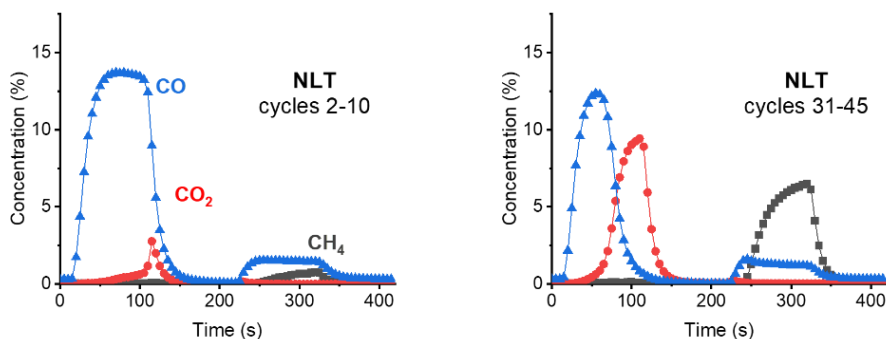 15
10
5
0
Concentration (%)
CO
CO₂
CH₄
NLT
cycles 2-10
0 100 200 300 400
Time (s)
15
10
5
0
Concentration (%)
NLT
cycles 31-45
0 100 200 300 400
Time (s)